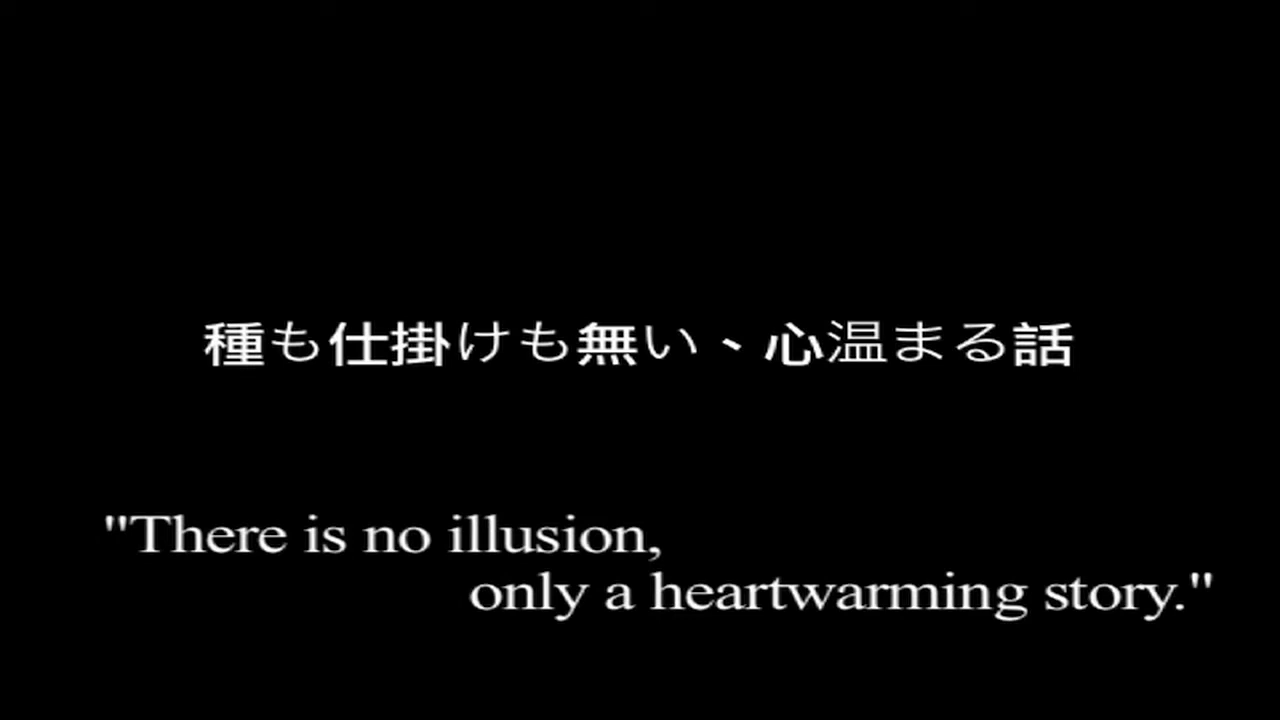 種も仕掛けも無い、心温まる話
"There is no illusion,
only a heartwarming story."